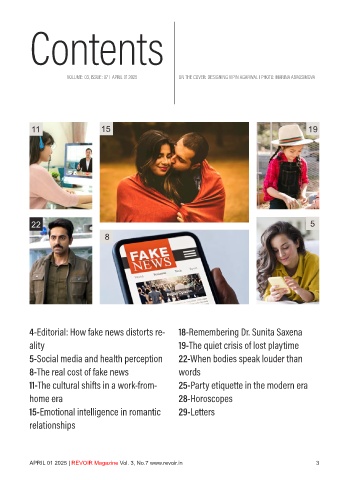 Contents
VOLUME: 03, ISSUE: 07 | APRIL 01 2025
ON THE COVER: DESIGNING VIPIN AGARWAL
11
15
19
22
8
5
FAKE
NEWS
4-Editorial: How fake news distorts re-
ality
5-Social media and health perception
8-The real cost of fake news
11-The cultural shifts in a work-from-
home era
15-Emotional intelligence in romantic
relationships
18-Remembering Dr. Sunita Saxena
19-The quiet crisis of lost playtime
22-When bodies speak louder than
words
25-Party etiquette in the modern era
28-Horoscopes
29-Letters
APRIL 01 2025 | REVOIR Magazine Vol. 3, No.7 www.revoir.in
3